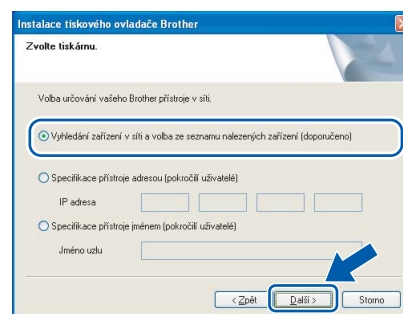 Instalace tiskového ovladače Brother
Zvolte tiskárnu.
Volba určování vašeho Brother přístroje v síti.
Vyhledání zařízení v síti a volba ze seznamu nalezených zařízení (doporučeno)
Specifikace přístroje adresou (pokročilí uživatelé)
IP adresa
Specifikace přístroje jménem (pokročilí uživatelé)
Jméno uzlu
< Zpět Další > Storno